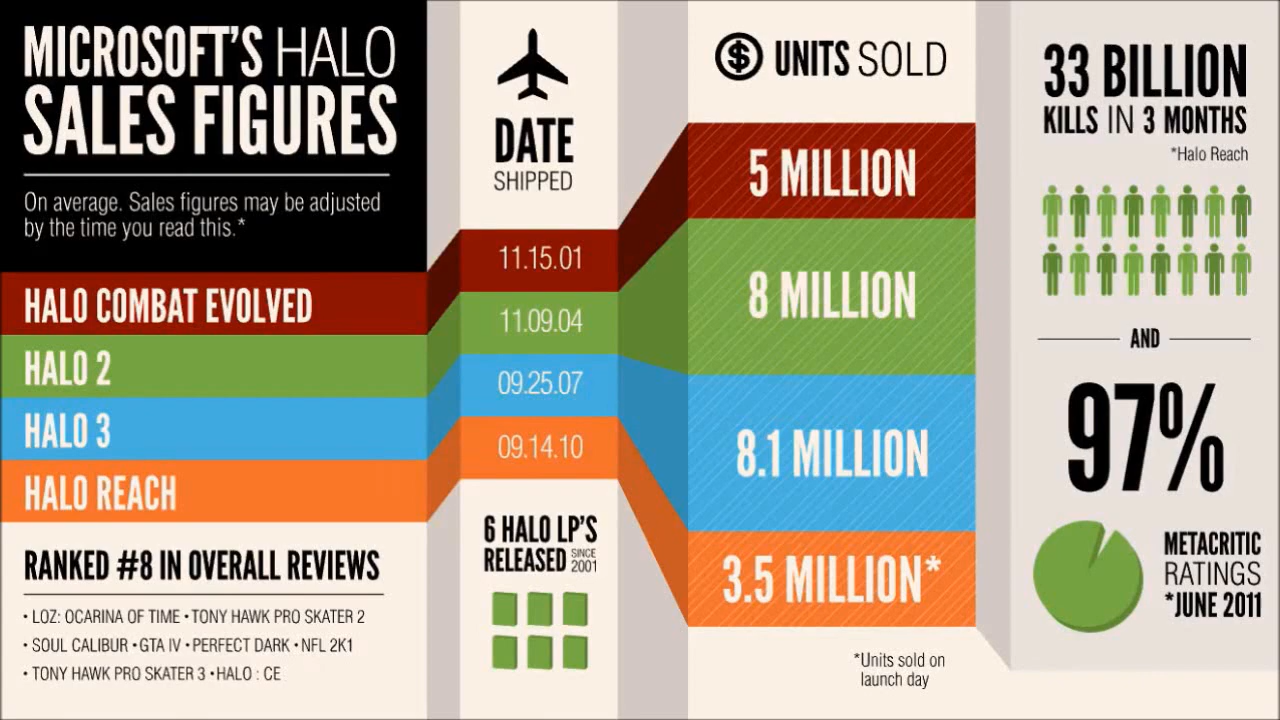 MICROSOFT'S HALO
SALES FIGURES
On average. Sales figures may be adjusted
by the time you read this.*
HALO COMBAT EVOLVED
HALO 2
HALO 3
HALO REACH
RANKED #8 IN OVERALL REVIEWS
• LOZ: OCARINA OF TIME • TONY HAWK PRO SKATER 2
• SOUL CALIBUR • GTA IV • PERFECT DARK • NFL 2K1
• TONY HAWK PRO SKATER 3 • HALO : CE
DATE
SHIPPED
11.15.01
11.09.04
09.25.07
09.14.10
6 HALO LP'S
RELEASED SINCE 2001
$ UNITS SOLD
5 MILLION
8 MILLION
8.1 MILLION
3.5 MILLION*
*Units sold on
launch day
33 BILLION
KILLS IN 3 MONTHS
*Halo Reach
AND
97%
METACRITIC
RATINGS
*JUNE 2011